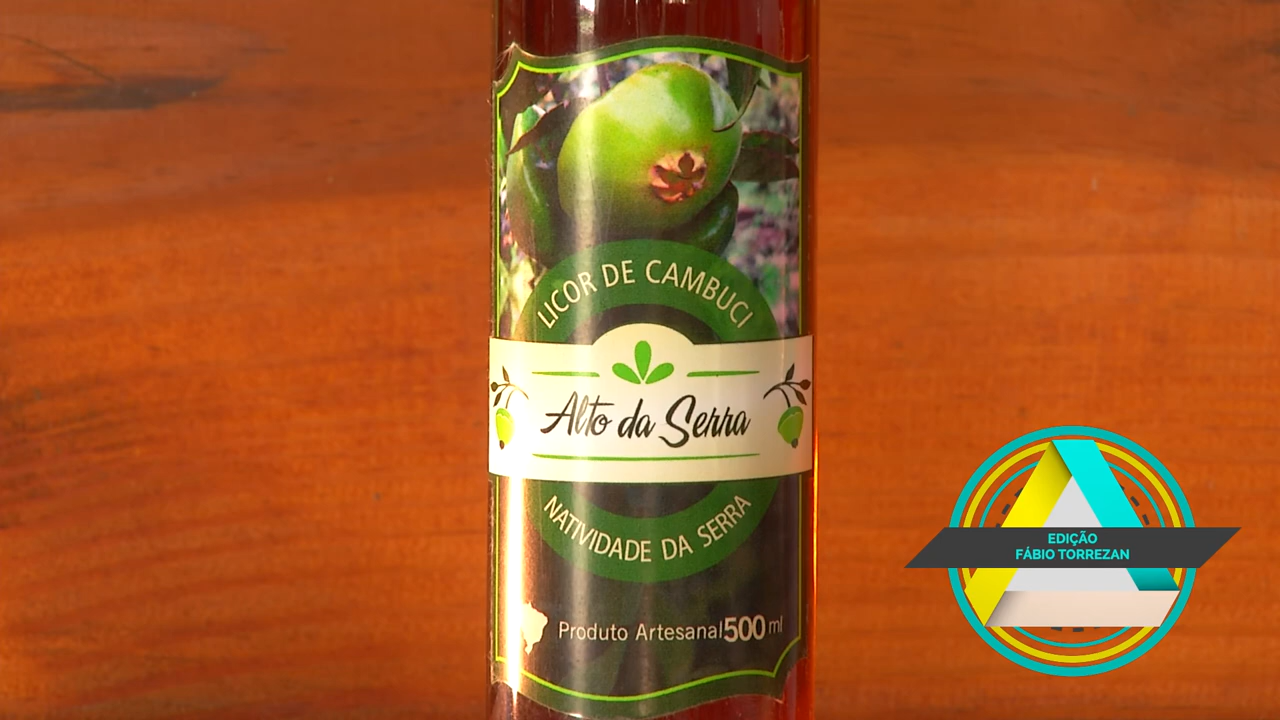 LICOR DE CAMBUCI
Alto da Serra
NATIVIDADE DA SERRA
Produto Artesanal 500 ml
EDIÇÃO
FÁBIO TORREZAN